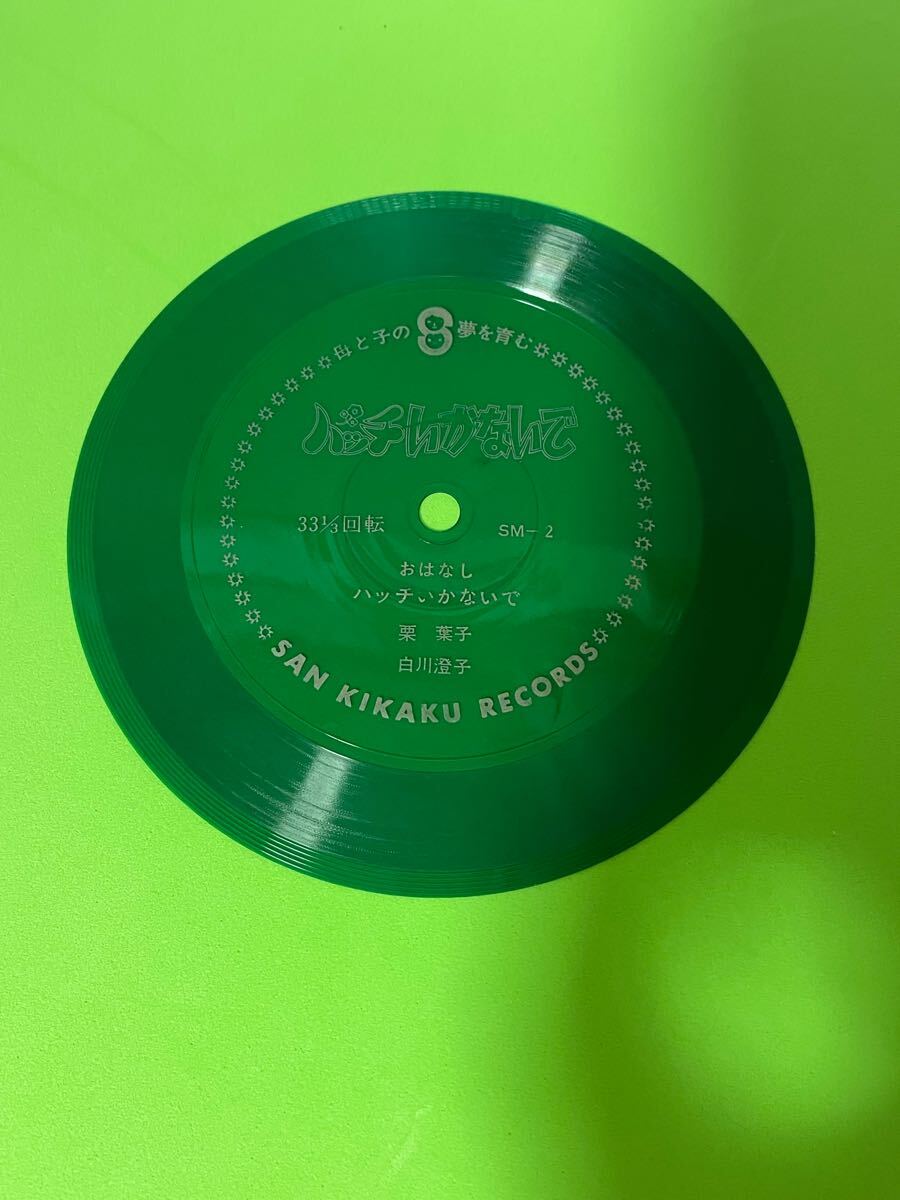 母と子の 夢を育む
ハッチいかないで
33⅓回転
SM-2
おはなし
ハッチいかないで
栗 葉子
白川澄子
SAN KIKAKU RECORDS